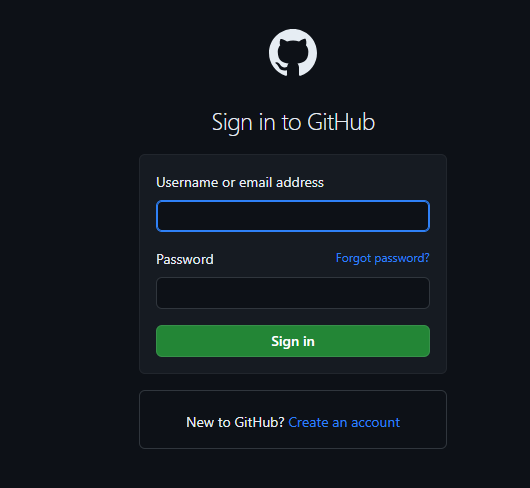 Sign in to GitHub
Username or email address
Password Forgot password?
Sign in
New to GitHub? Create an account